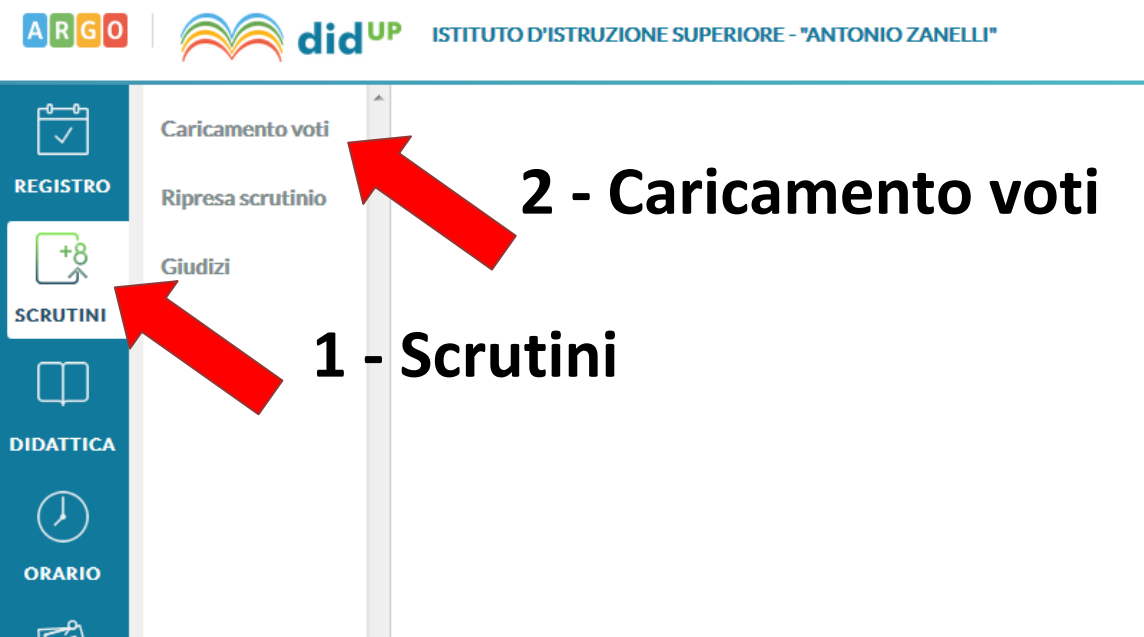 ARGO
didUP
ISTITUTO D'ISTRUZIONE SUPERIORE - "ANTONIO ZANELLI"
REGISTRO
+8
SCRUTINI
DIDATTICA
ORARIO
Caricamento voti
Ripresa scrutinio
Giudizi
2 - Caricamento voti
1 - Scrutini